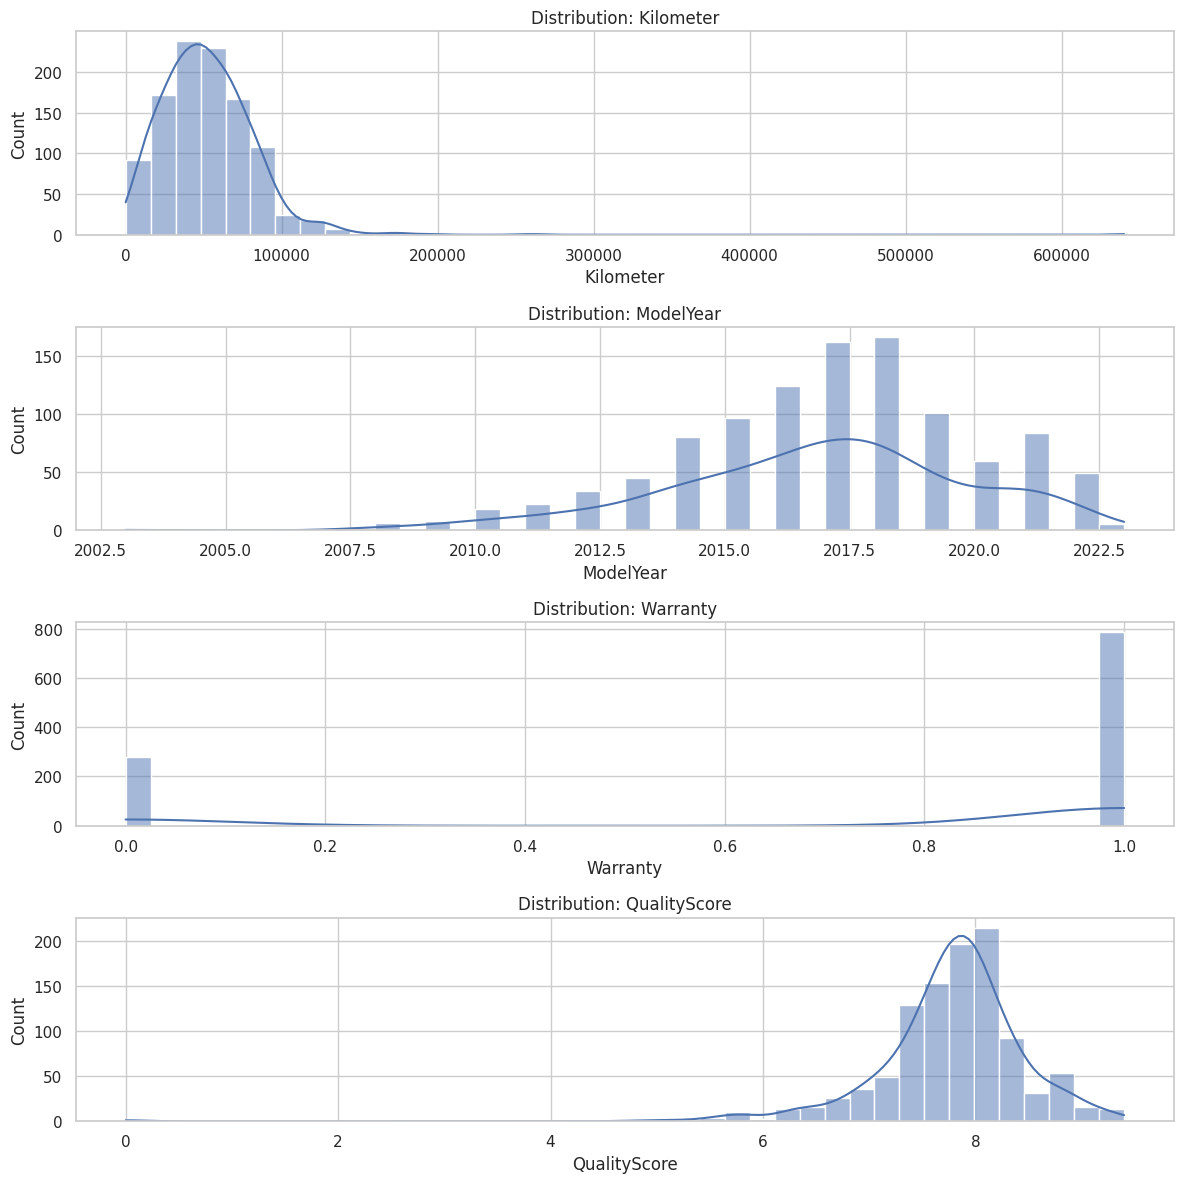 Distribution: Kilometer
Count
200
150
100
50
0
0 100000 200000 300000 400000 500000 600000
Kilometer
Distribution: ModelYear
Count
150
100
50
0
2002.5 2005.0 2007.5 2010.0 2012.5 2015.0 2017.5 2020.0 2022.5
ModelYear
Distribution: Warranty
Count
800
600
400
200
0
0.0 0.2 0.4 0.6 0.8 1.0
Warranty
Distribution: QualityScore
Count
200
150
100
50
0
0 2 4 6 8
QualityScore